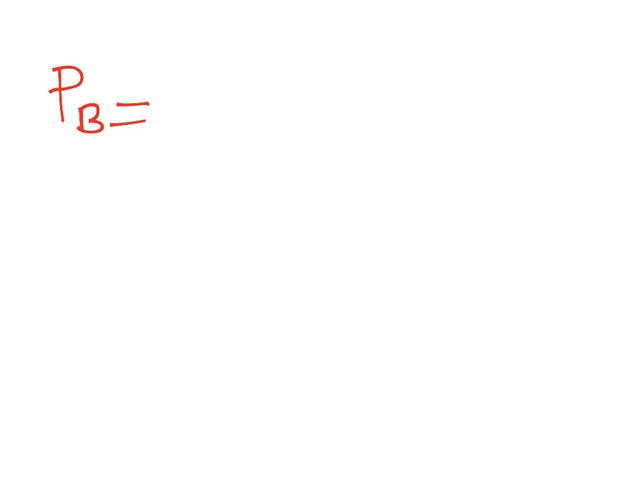 P_B =